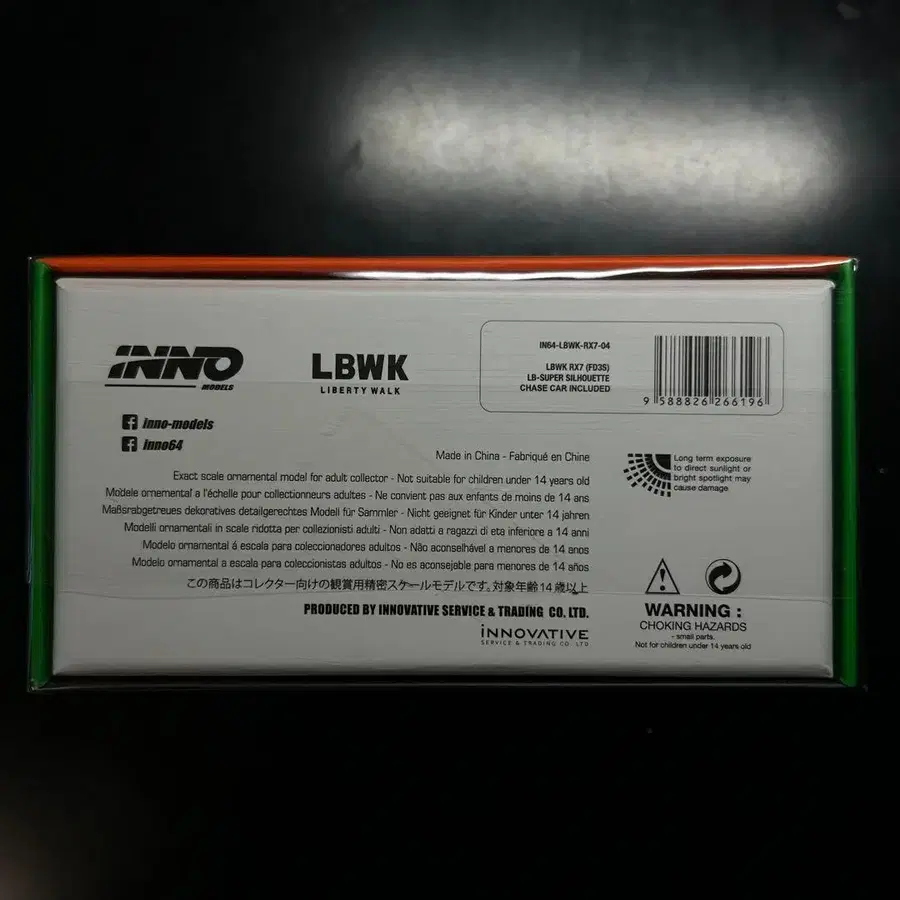 INNO
MODELS
LBWK
LIBERTY WALK
IN64-LBWK-RX7-04
LBWK RX7 (FD3S)
LB-SUPER SILHOUETTE
CHASE CAR INCLUDED
9 588826 266196
inno-models
inno64
Made in China - Fabriqué en Chine
Exact scale ornamental model for adult collector - Not suitable for children under 14 years old
Modéle ornemental a l'échelle pour collectionneurs adultes - Ne convient pas aux enfants de moins de 14 ans
Maßsrabgetreues dekoratives detailgerechtes Modell für Sammler - Nicht geeignet für Kinder unter 14 jahren
Modelli ornamentali in scale ridotta per collezionisti adulti - Non adatti a ragazzi di eta inferiore a 14 anni
Modelo ornamental á escala para coleccionadores adultos - Não aconselhável a menores de 14 anos
Modelo ornamental a escala para coleccionistas adultos - No es aconsejable para menores de 14 años
この商品はコレクター向けの観賞用精密スケールモデルです。対象年齢14歳以上
PRODUCED BY INNOVATIVE SERVICE & TRADING CO. LTD.
iNNOVATIVE
SERVICE & TRADING CO. LTD
Long term exposure
to direct sunlight or
bright spotlight may
cause damage
WARNING :
CHOKING HAZARDS
- small parts.
Not for children under 14 years old